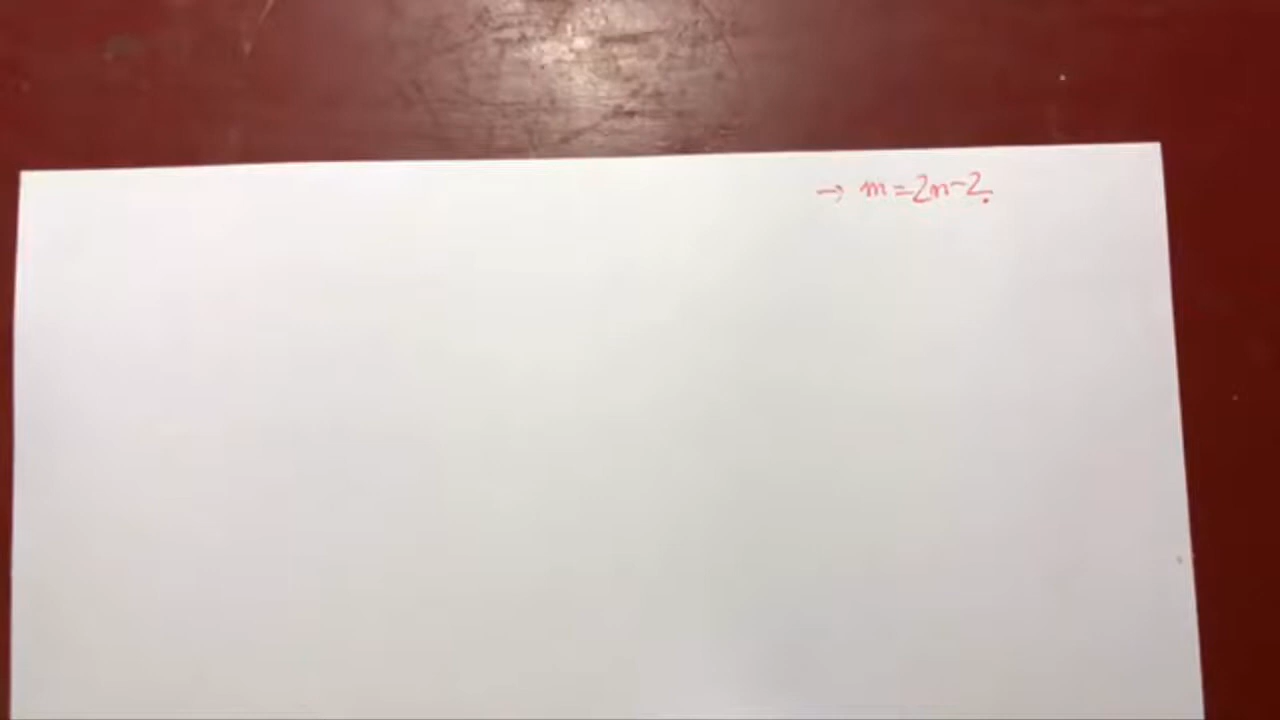 → m=2n-2.